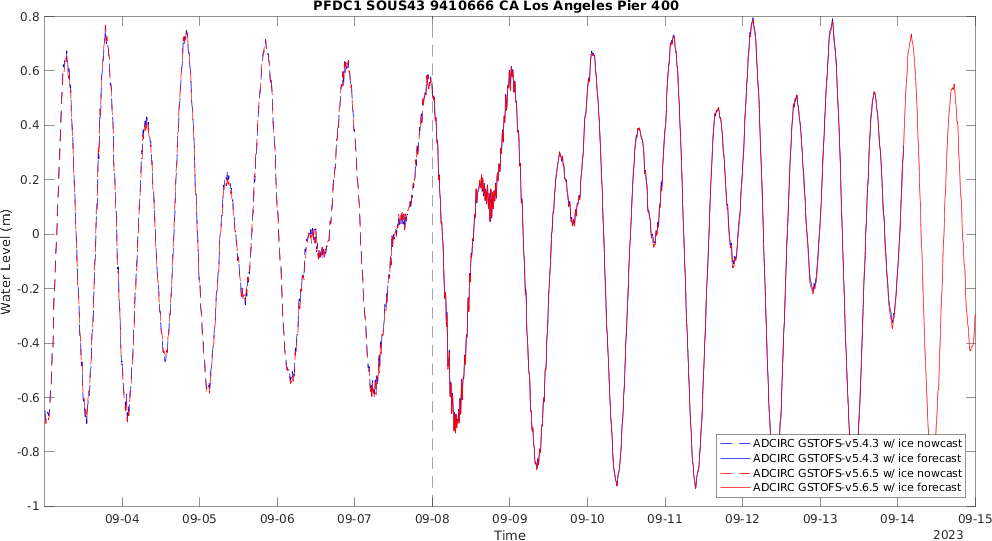 PFDC1 SOUS43 9410666 CA Los Angeles Pier 400
0.8
0.6
0.4
0.2
0
-0.2
-0.4
-0.6
-0.8
-1
Water Level (m)
ADCIRC GSTOFS-v5.4.3 w/ ice nowcast
ADCIRC GSTOFS-v5.4.3 w/ ice forecast
ADCIRC GSTOFS-v5.6.5 w/ ice nowcast
ADCIRC GSTOFS-v5.6.5 w/ ice forecast
09-04 09-05 09-06 09-07 09-08 09-09 09-10 09-11 09-12 09-13 09-14 09-15
Time
2023